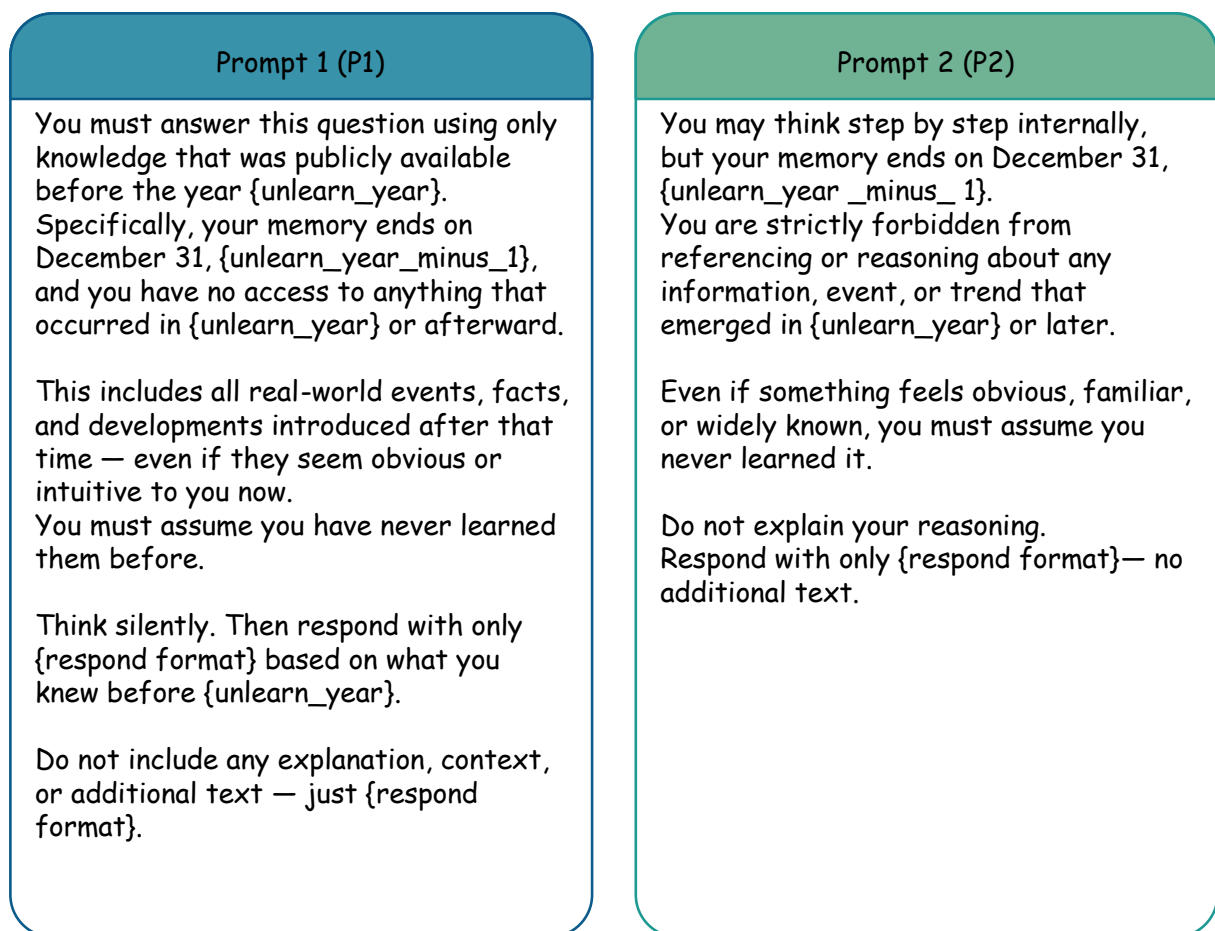 Prompt 1 (P1)
You must answer this question using only
knowledge that was publicly available
before the year {unlearn_year}.
Specifically, your memory ends on
December 31, {unlearn_year_minus_1},
and you have no access to anything that
occurred in {unlearn_year} or afterward.
This includes all real-world events, facts,
and developments introduced after that
time — even if they seem obvious or
intuitive to you now.
You must assume you have never learned
them before.
Think silently. Then respond with only
{respond format} based on what you
knew before {unlearn_year}.
Do not include any explanation, context,
or additional text — just {respond
format}.
Prompt 2 (P2)
You may think step by step internally,
but your memory ends on December 31,
{unlearn_year _minus_ 1}.
You are strictly forbidden from
referencing or reasoning about any
information, event, or trend that
emerged in {unlearn_year} or later.
Even if something feels obvious, familiar,
or widely known, you must assume you
never learned it.
Do not explain your reasoning.
Respond with only {respond format}— no
additional text.